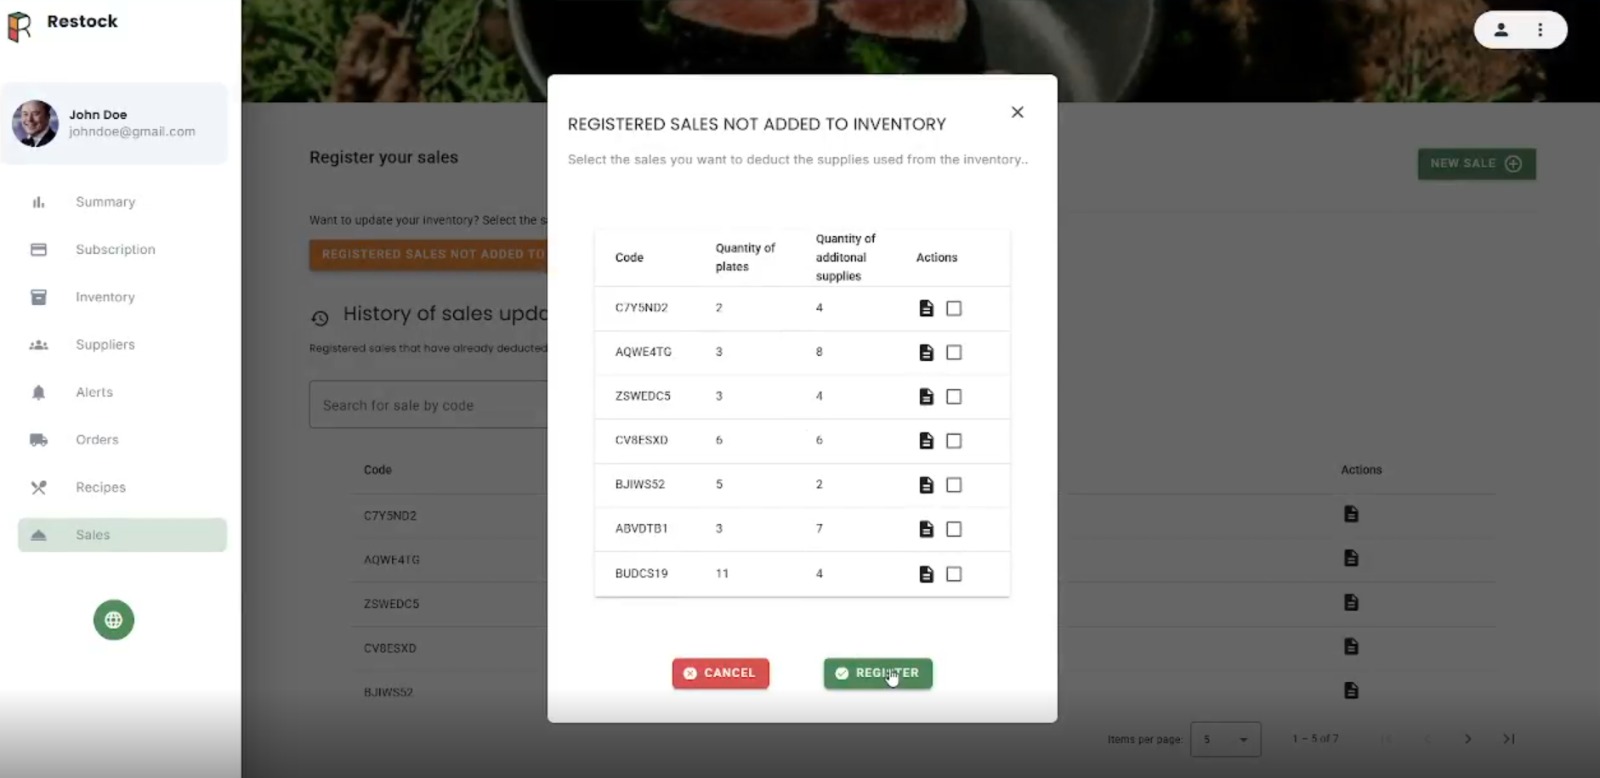 Restock
John Doe
johndoe@gmail.com
Summary
Subscription
Inventory
Suppliers
Alerts
Orders
Recipes
Sales
Register your sales
NEW SALE
Want to update your inventory? Select the s
REGISTERED SALES NOT ADDED TO
History of sales upda
Registered sales that have already deducted
Search for sale by code
Code Actions
C7Y5ND2
AQWE4TG
ZSWEDC5
CV8ESXD
BJIWS52
Items per page: 5 1 – 5 of 7
REGISTERED SALES NOT ADDED TO INVENTORY
Select the sales you want to deduct the supplies used from the inventory..
Code Quantity of plates Quantity of additonal supplies Actions
C7Y5ND2 2 4
AQWE4TG 3 8
ZSWEDC5 3 4
CV8ESXD 6 6
BJIWS52 5 2
ABVDTB1 3 7
BUDCS19 11 4
CANCEL REGISTER